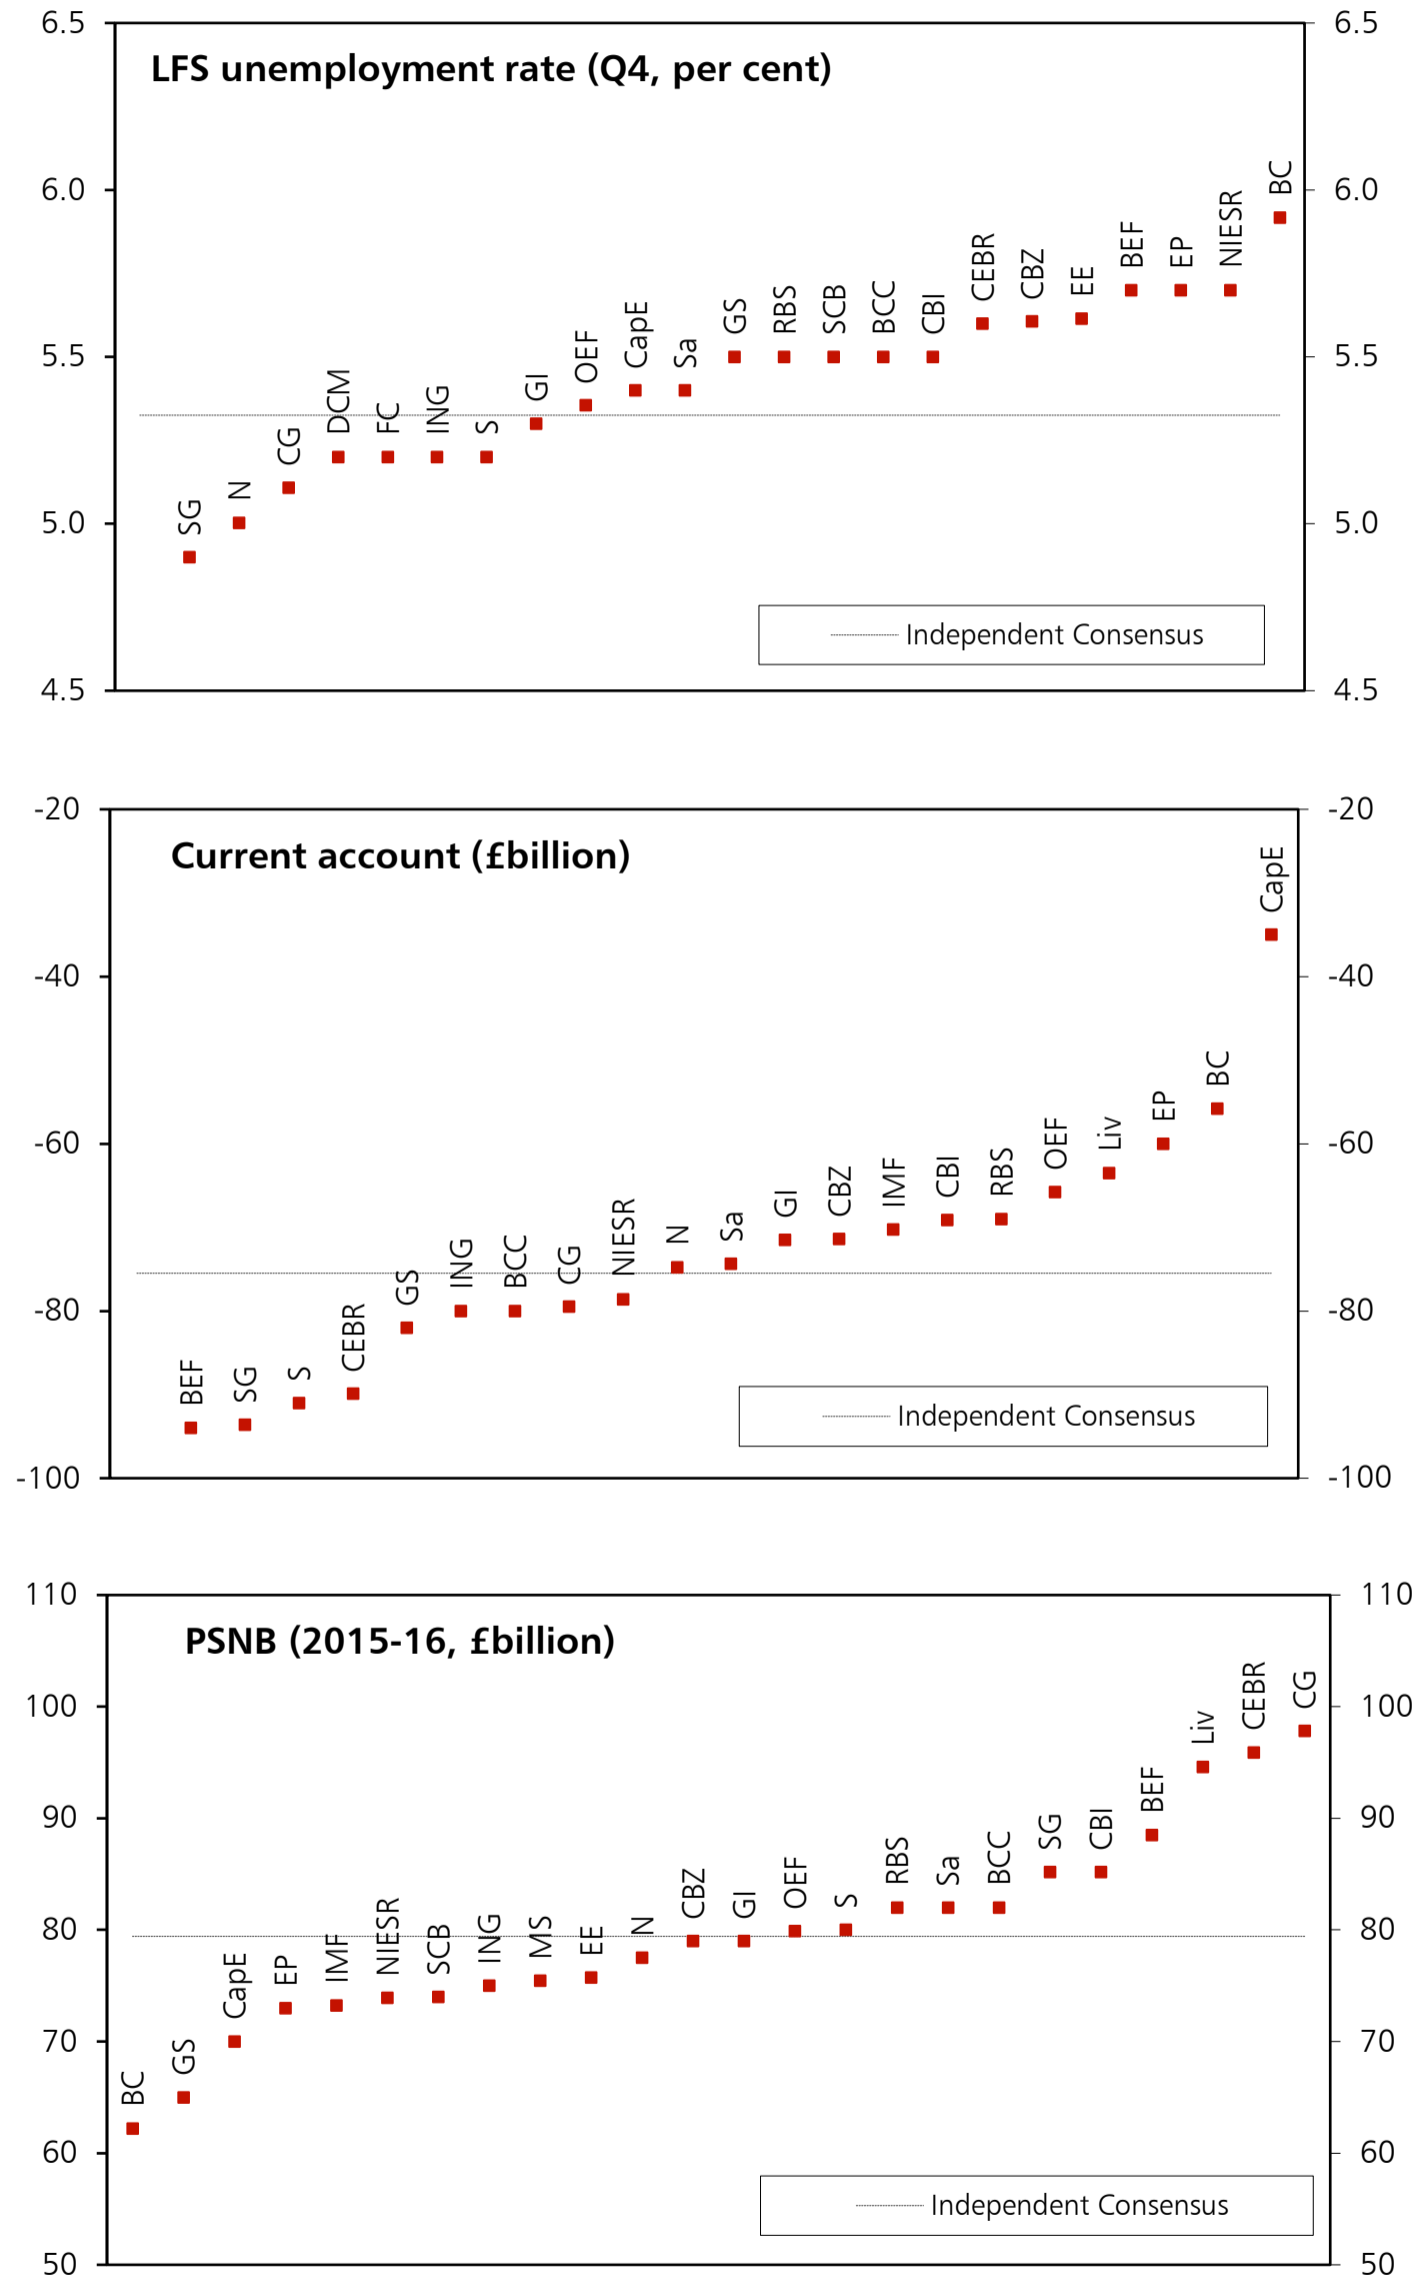 LFS unemployment rate (Q4, per cent)
6.5 6.5
6.0 6.0
5.5 5.5
5.0 5.0
4.5 4.5
SG N CG DCM FC ING S GI OEF CapE Sa GS RBS SCB BCC CBI CEBR CBZ EE BEF EP NIESR BC
Independent Consensus
Current account (£billion)
-20 -20
-40 -40
-60 -60
-80 -80
-100 -100
BEF SG S CEBR GS ING BCC CG NIESR N Sa GI CBZ IMF CBI RBS OEF Liv EP BC CapE
Independent Consensus
PSNB (2015-16, £billion)
110 110
100 100
90 90
80 80
70 70
60 60
50 50
BC GS CapE EP IMF NIESR SCB ING MS EE N CBZ GI OEF S RBS Sa BCC SG CBI BEF Liv CEBR CG
Independent Consensus